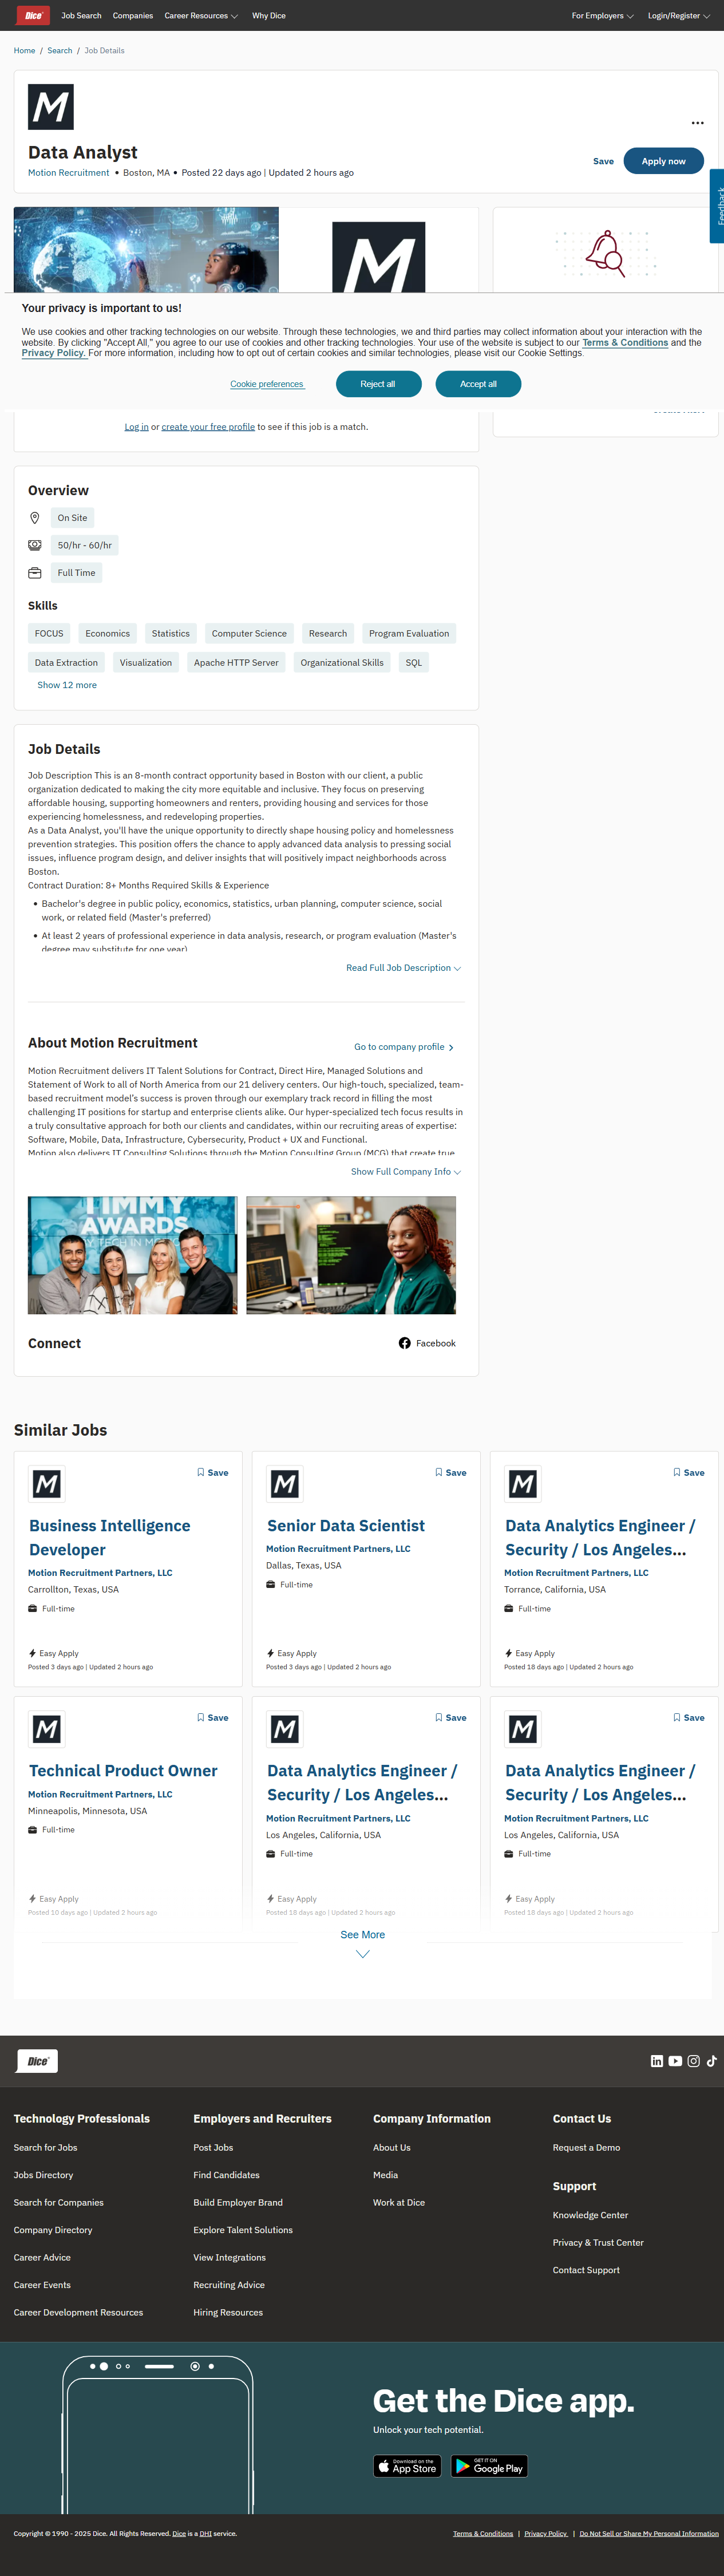 Dice
Job Search
Companies
Career Resources
Why Dice
For Employers
Login/Register
Home / Search / Job Details
M
Data Analyst
Motion Recruitment • Boston, MA • Posted 22 days ago | Updated 2 hours ago
Save
Apply now
Feedback
M
Your privacy is important to us!
We use cookies and other tracking technologies on our website. Through these technologies, we and third parties may collect information about your interaction with the
website. By clicking "Accept All," you agree to our use of cookies and other tracking technologies. Your use of the website is subject to our Terms & Conditions and the
Privacy Policy. For more information, including how to opt out of certain cookies and similar technologies, please visit our Cookie Settings.
Cookie preferences
Reject all
Accept all
Log in or create your free profile to see if this job is a match.
Overview
On Site
50/hr - 60/hr
Full Time
Skills
FOCUS
Economics
Statistics
Computer Science
Research
Program Evaluation
Data Extraction
Visualization
Apache HTTP Server
Organizational Skills
SQL
Show 12 more
Job Details
Job Description This is an 8-month contract opportunity based in Boston with our client, a public
organization dedicated to making the city more equitable and inclusive. They focus on preserving
affordable housing, supporting homeowners and renters, providing housing and services for those
experiencing homelessness, and redeveloping properties.
As a Data Analyst, you'll have the unique opportunity to directly shape housing policy and homelessness
prevention strategies. This position offers the chance to apply advanced data analysis to pressing social
issues, influence program design, and deliver insights that will positively impact neighborhoods across
Boston.
Contract Duration: 8+ Months Required Skills & Experience
• Bachelor's degree in public policy, economics, statistics, urban planning, computer science, social
work, or related field (Master's preferred)
• At least 2 years of professional experience in data analysis, research, or program evaluation (Master's
degree may substitute for one year)
Read Full Job Description
About Motion Recruitment
Go to company profile
Motion Recruitment delivers IT Talent Solutions for Contract, Direct Hire, Managed Solutions and
Statement of Work to all of North America from our 21 delivery centers. Our high-touch, specialized, team-
based recruitment model's success is proven through our exemplary track record in filling the most
challenging IT positions for startup and enterprise clients alike. Our hyper-specialized tech focus results in
a truly consultative approach for both our clients and candidates, within our recruiting areas of expertise:
Software, Mobile, Data, Infrastructure, Cybersecurity, Product + UX and Functional.
Motion also delivers IT Consulting Solutions through the Motion Consulting Group (MCG) that create true
Show Full Company Info
TIMMY
AWARDS
Connect
Facebook
Similar Jobs
M
Save
Business Intelligence
Developer
Motion Recruitment Partners, LLC
Carrollton, Texas, USA
Full-time
Easy Apply
Posted 3 days ago | Updated 2 hours ago
M
Save
Senior Data Scientist
Motion Recruitment Partners, LLC
Dallas, Texas, USA
Full-time
Easy Apply
Posted 3 days ago | Updated 2 hours ago
M
Save
Data Analytics Engineer /
Security / Los Angeles...
Motion Recruitment Partners, LLC
Torrance, California, USA
Full-time
Easy Apply
Posted 18 days ago | Updated 2 hours ago
M
Save
Technical Product Owner
Motion Recruitment Partners, LLC
Minneapolis, Minnesota, USA
Full-time
Easy Apply
Posted 10 days ago | Updated 2 hours ago
M
Save
Data Analytics Engineer /
Security / Los Angeles...
Motion Recruitment Partners, LLC
Los Angeles, California, USA
Full-time
Easy Apply
Posted 18 days ago | Updated 2 hours ago
M
Save
Data Analytics Engineer /
Security / Los Angeles...
Motion Recruitment Partners, LLC
Los Angeles, California, USA
Full-time
Easy Apply
Posted 18 days ago | Updated 2 hours ago
See More
Dice
Technology Professionals
Search for Jobs
Jobs Directory
Search for Companies
Company Directory
Career Advice
Career Events
Career Development Resources
Employers and Recruiters
Post Jobs
Find Candidates
Build Employer Brand
Explore Talent Solutions
View Integrations
Recruiting Advice
Hiring Resources
Company Information
About Us
Media
Work at Dice
Contact Us
Request a Demo
Support
Knowledge Center
Privacy & Trust Center
Contact Support
Get the Dice app.
Unlock your tech potential.
Download on the
App Store
GET IT ON
Google Play
Copyright © 1990 - 2025 Dice. All Rights Reserved. Dice is a DHI service.
Terms & Conditions | Privacy Policy | Do Not Sell or Share My Personal Information